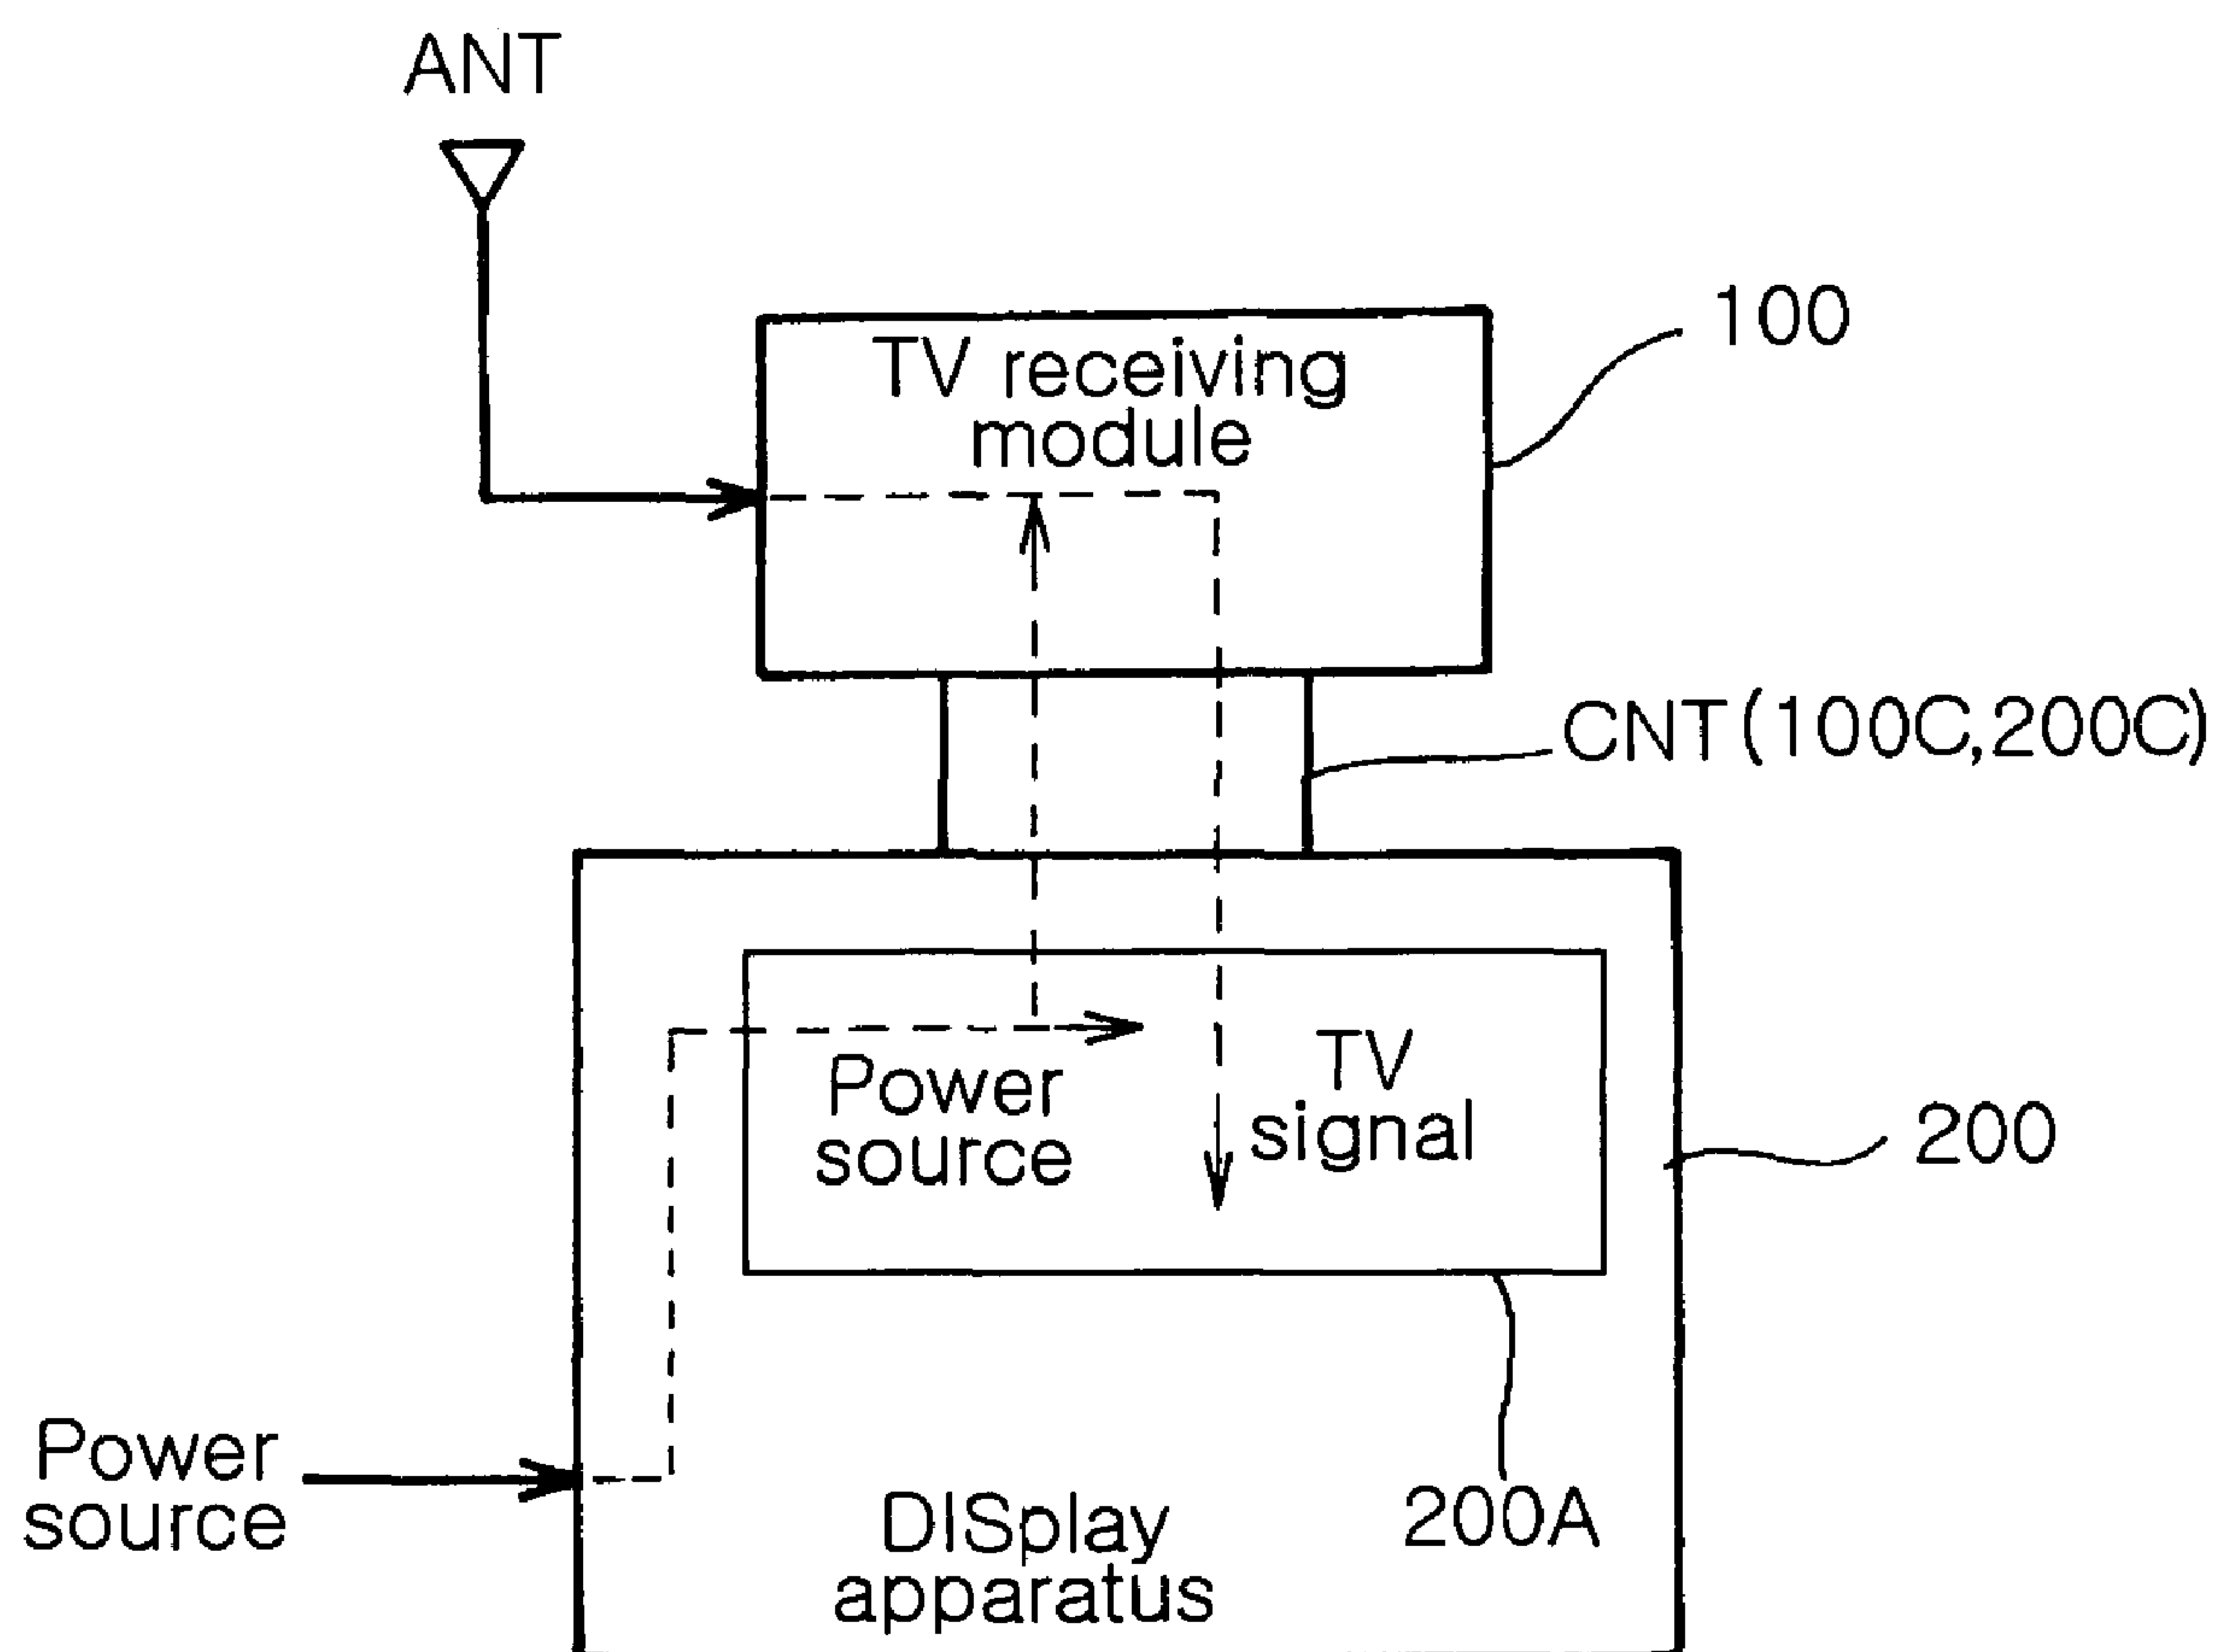 ANT
100
TV receiving
module
CNT(100C,200C)
Power
source
TV
signal
200
Power
source
200A
DISplay
apparatus